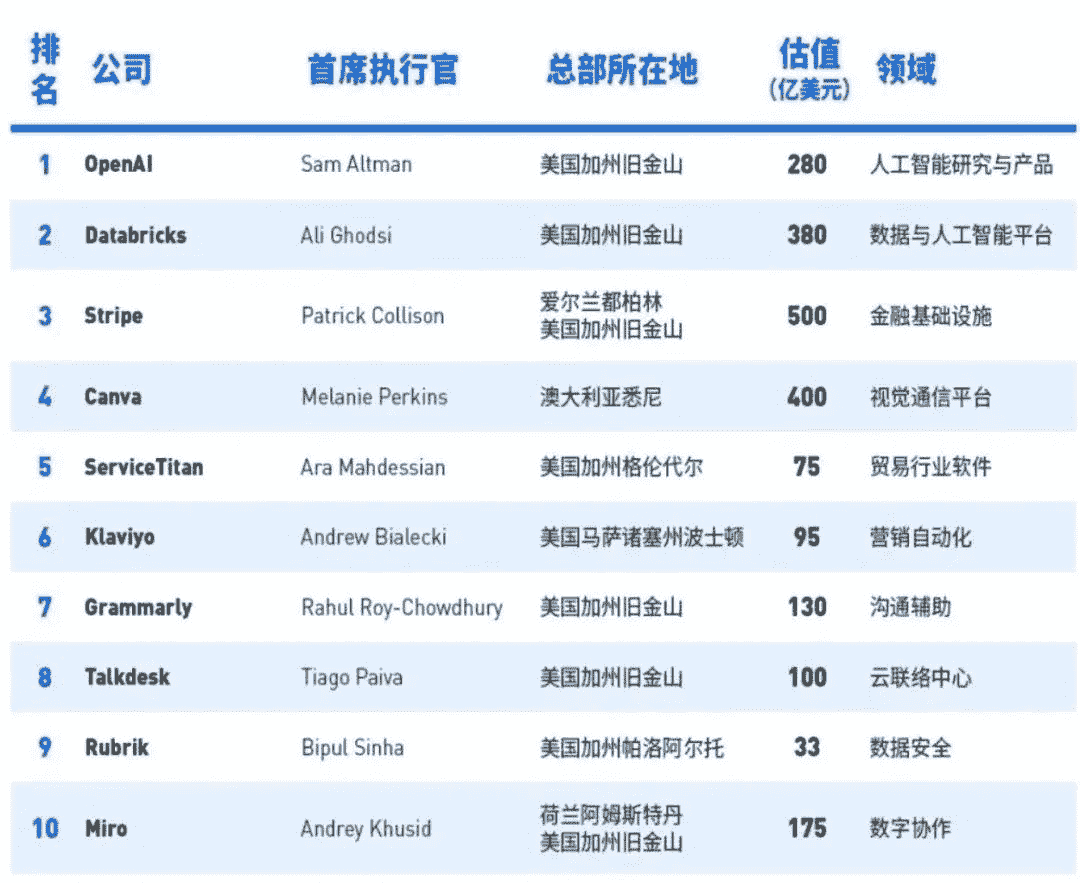 排名 公司 首席执行官 总部所在地 估值（亿美元） 领域
1 OpenAI Sam Altman 美国加州旧金山 280 人工智能研究与产品
2 Databricks Ali Ghodsi 美国加州旧金山 380 数据与人工智能平台
3 Stripe Patrick Collison 爱尔兰都柏林 美国加州旧金山 500 金融基础设施
4 Canva Melanie Perkins 澳大利亚悉尼 400 视觉通信平台
5 ServiceTitan Ara Mahdessian 美国加州格伦代尔 75 贸易行业软件
6 Klaviyo Andrew Bialecki 美国马萨诸塞州波士顿 95 营销自动化
7 Grammarly Rahul Roy-Chowdhury 美国加州旧金山 130 沟通辅助
8 Talkdesk Tiago Paiva 美国加州旧金山 100 云联络中心
9 Rubrik Bipul Sinha 美国加州帕洛阿尔托 33 数据安全
10 Miro Andrey Khusid 荷兰阿姆斯特丹 美国加州旧金山 175 数字协作